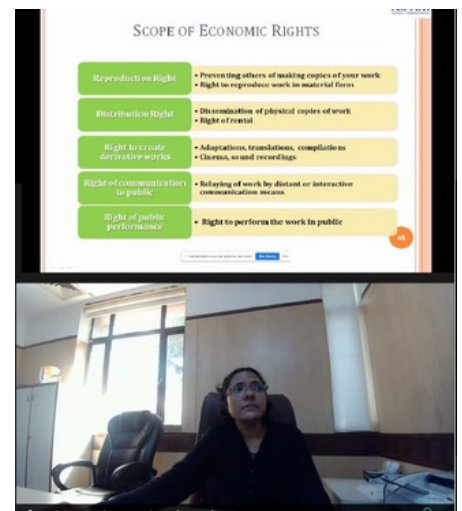 SCOPE OF ECONOMIC RIGHTS
Reproduction Right
• Preventing others of making copies of your work
• Right to reproduce work in material form
Distribution Right
• Dissemination of physical copies of work
• Right of rental
Right to create
derivative works
• Adaptations, translations, compilations
• Cinema, sound recordings
Right of communication
to public
• Relaying of work by distant or interactive
communication means
Right of public
performance
• Right to perform the work in public
48